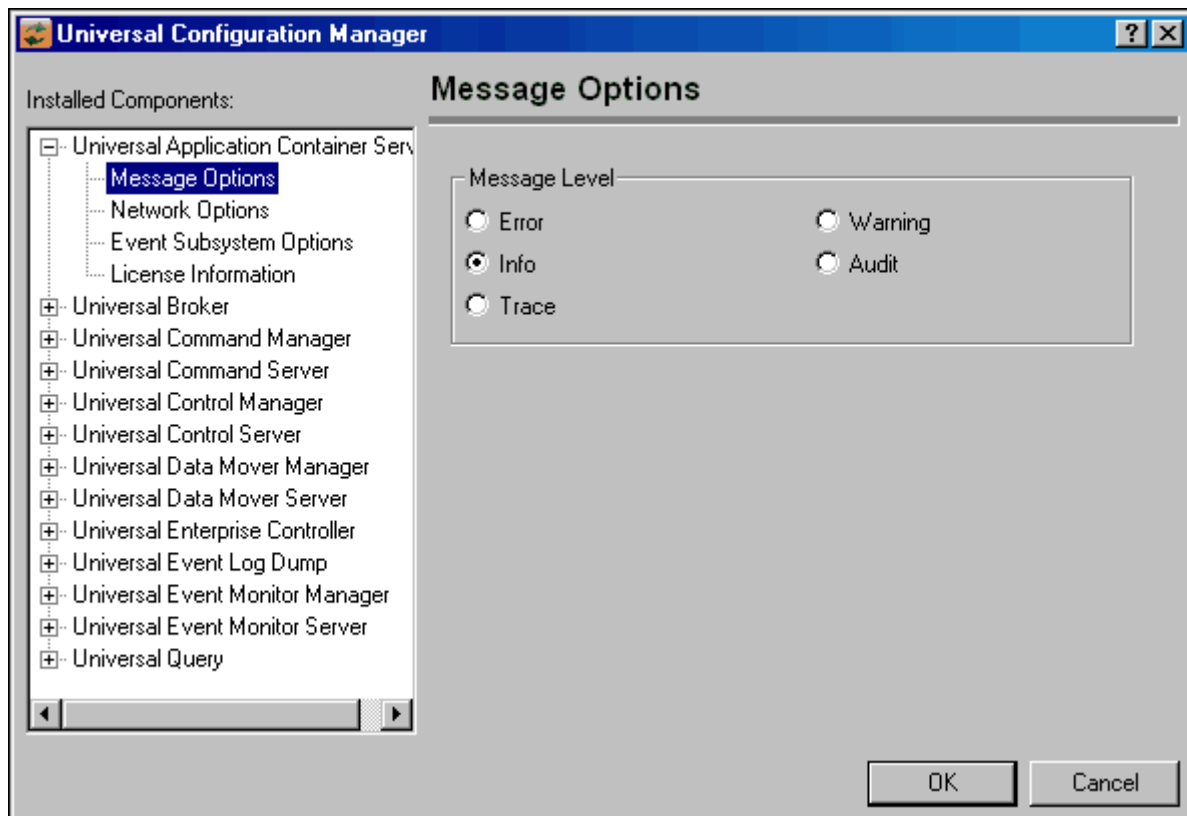 Universal Configuration Manager
Installed Components:
Universal Application Container Serv
Message Options
Network Options
Event Subsystem Options
License Information
Universal Broker
Universal Command Manager
Universal Command Server
Universal Control Manager
Universal Control Server
Universal Data Mover Manager
Universal Data Mover Server
Universal Enterprise Controller
Universal Event Log Dump
Universal Event Monitor Manager
Universal Event Monitor Server
Universal Query
Message Options
Message Level
Error
Warning
Info
Audit
Trace
OK
Cancel